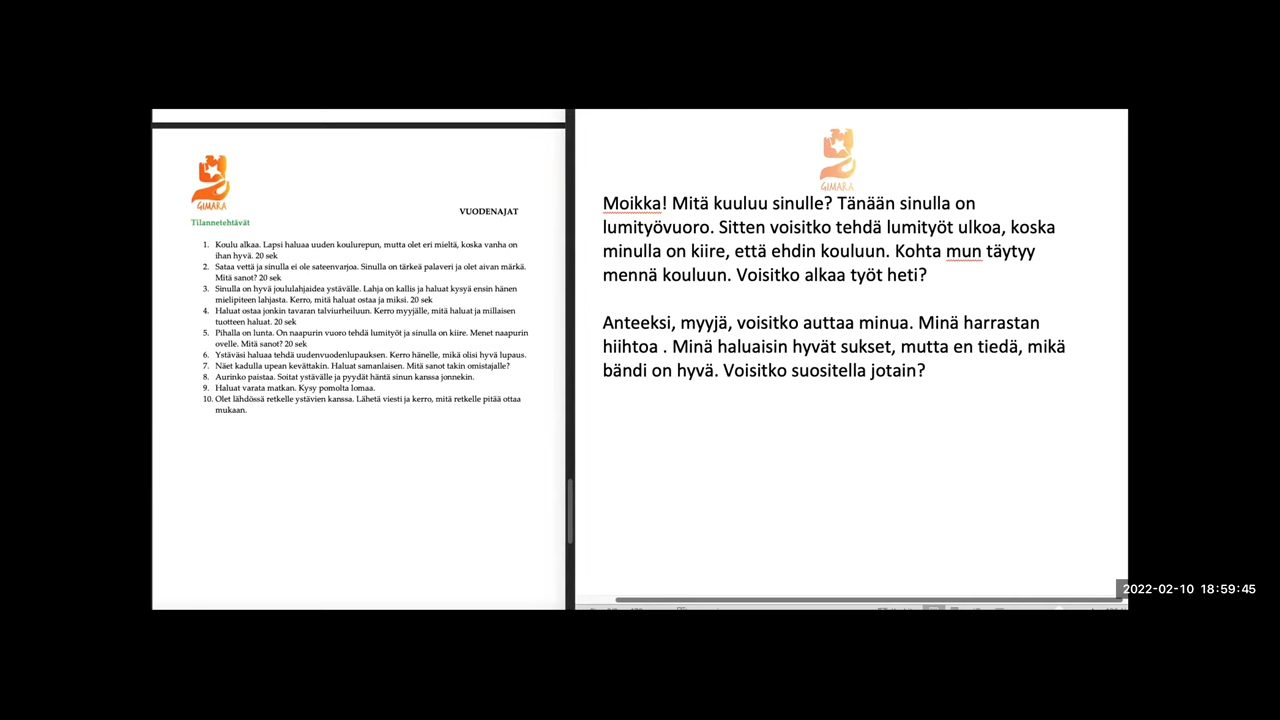 GIMARA
Tilannetehtävät
VUODENAJAT
1. Koulu alkaa. Lapsi haluaa uuden koulurepun, mutta olet eri mieltä, koska vanha on
ihan hyvä. 20 sek
2. Sataa vettä ja sinulla ei ole sateenvarjoa. Sinulla on tärkeä palaveri ja olet aivan märkä.
Mitä sanot? 20 sek
3. Sinulla on hyvä joululahjaidea ystävälle. Lahja on kallis ja haluat kysyä ensin hänen
mielipiteen lahjasta. Kerro, mitä haluat ostaa ja miksi. 20 sek
4. Haluat ostaa jonkin tavaran talviurheiluun. Kerro myyjälle, mitä haluat ja millaisen
tuotteen haluat. 20 sek
5. Pihalla on lunta. On naapurin vuoro tehdä lumityöt ja sinulla on kiire. Menet naapurin
ovelle. Mitä sanot? 20 sek
6. Ystäväsi haluaa tehdä uudenvuodenlupauksen. Kerro hänelle, mikä olisi hyvä lupaus.
7. Näet kadulla upean kevättakin. Haluat samanlaisen. Mitä sanot takin omistajalle?
8. Aurinko paistaa. Soitat ystävälle ja pyydät häntä sinun kanssa jonnekin.
9. Haluat varata matkan. Kysy pomolta lomaa.
10. Olet lähdössä retkelle ystävien kanssa. Lähetä viesti ja kerro, mitä retkelle pitää ottaa
mukaan.
GIMARA
Moikka! Mitä kuuluu sinulle? Tänään sinulla on
lumityövuoro. Sitten voisitko tehdä lumityöt ulkoa, koska
minulla on kiire, että ehdin kouluun. Kohta mun täytyy
mennä kouluun. Voisitko alkaa työt heti?
Anteeksi, myyjä, voisitko auttaa minua. Minä harrastan
hiihtoa . Minä haluaisin hyvät sukset, mutta en tiedä, mikä
bändi on hyvä. Voisitko suositella jotain?
2022-02-10 18:59:45